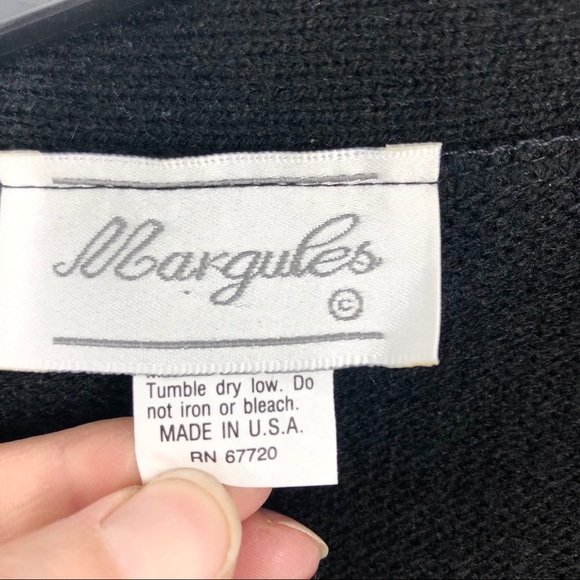 Margules
©
Tumble dry low. Do
not iron or bleach.
MADE IN U.S.A.
RN 67720